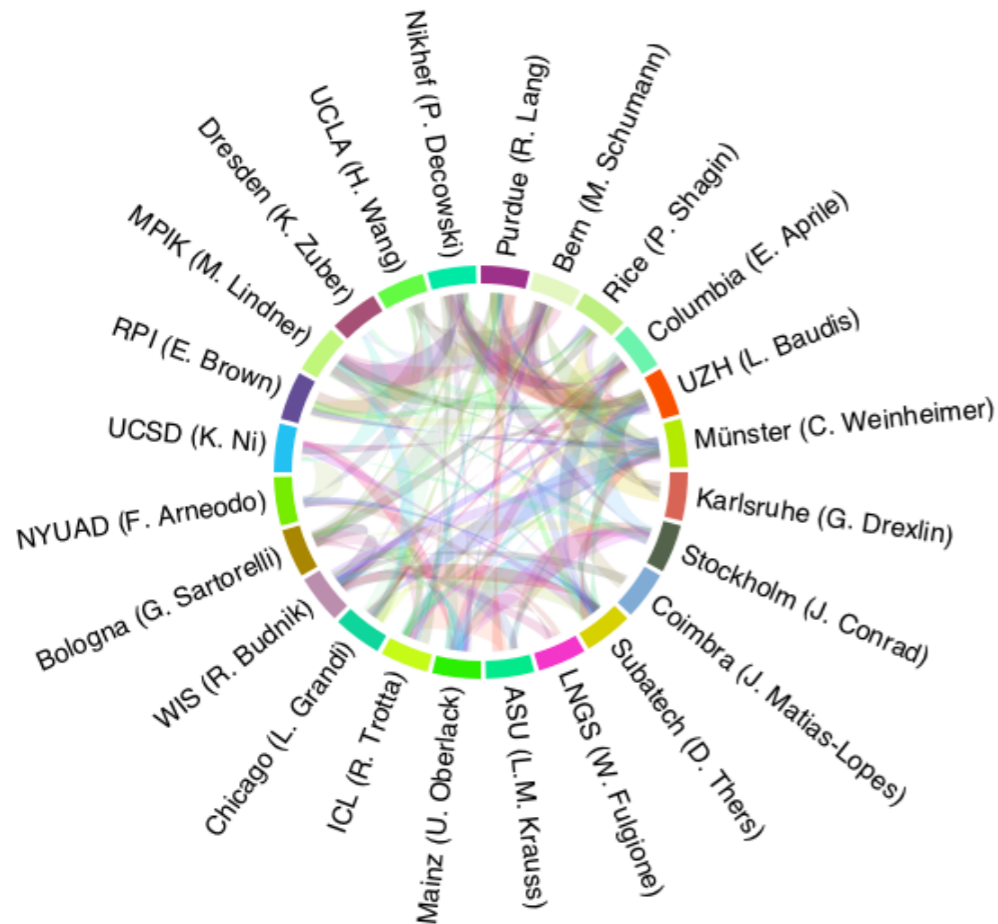 Nikhef (P. Decowski)
Purdue (R. Lang)
Bern (M. Schumann)
Rice (P. Shagin)
Columbia (E. Aprile)
UZH (L. Baudis)
Münster (C. Weinheimer)
Karlsruhe (G. Drexlin)
Stockholm (J. Conrad)
Coimbra (J. Matias-Lopes)
Subatech (D. Thers)
LNGS (W. Fulgione)
ASU (L.M. Krauss)
Mainz (U. Oberlack)
ICL (R. Trotta)
Chicago (L. Grandi)
WIS (R. Budnik)
Bologna (G. Sartorelli)
NYUAD (F. Arneodo)
UCSD (K. Ni)
RPI (E. Brown)
MPIK (M. Lindner)
Dresden (K. Zuber)
UCLA (H. Wang)